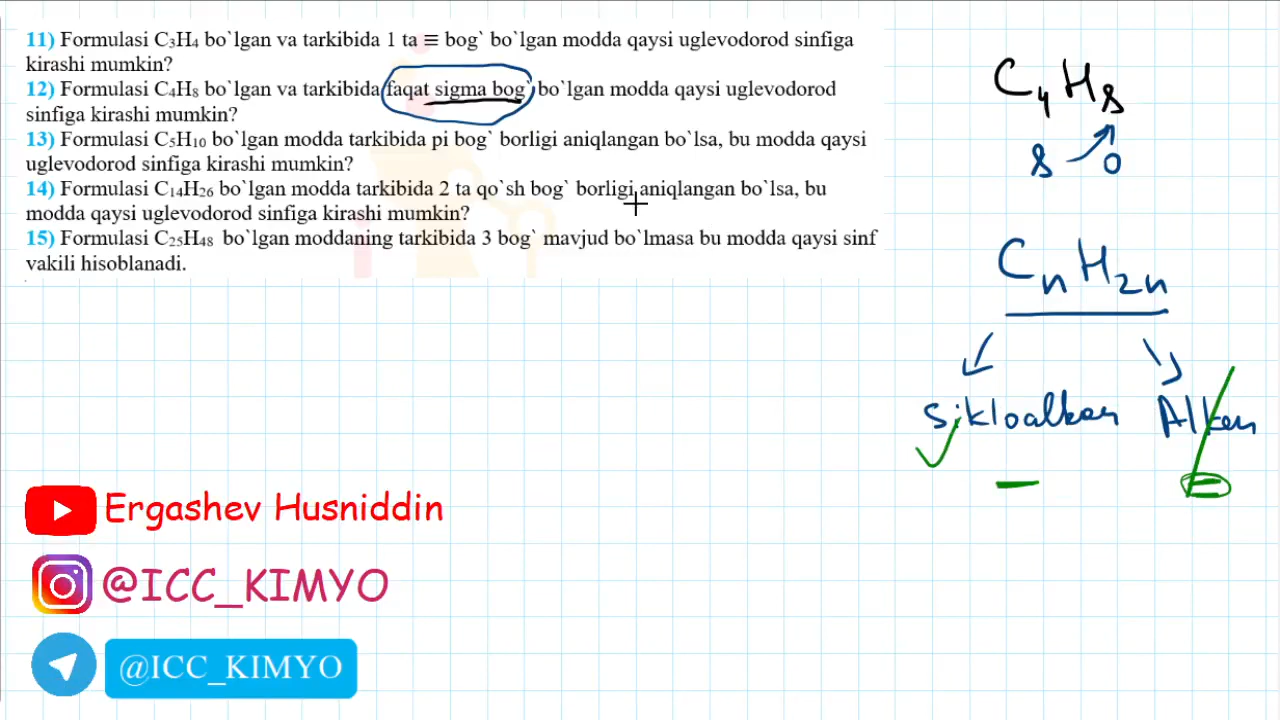 11) Formulasi C₃H₄ bo`lgan va tarkibida 1 ta ≡ bog` bo`lgan modda qaysi uglevodorod sinfiga
kirashi mumkin?
12) Formulasi C₄H₈ bo`lgan va tarkibida faqat sigma bog` bo`lgan modda qaysi uglevodorod
sinfiga kirashi mumkin?
13) Formulasi C₅H₁₀ bo`lgan modda tarkibida pi bog` borligi aniqlangan bo`lsa, bu modda qaysi
uglevodorod sinfiga kirashi mumkin?
14) Formulasi C₁₄H₂₆ bo`lgan modda tarkibida 2 ta qo`sh bog` borligi aniqlangan bo`lsa, bu
modda qaysi uglevodorod sinfiga kirashi mumkin?
15) Formulasi C₂₅H₄₈ bo`lgan moddaning tarkibida 3 bog` mavjud bo`lmasa bu modda qaysi sinf
vakili hisoblanadi.
C₄H₈
8 0
CₙH₂ₙ
Sikloalkan Alken
Ergashev Husniddin
@ICC_KIMYO
@ICC_KIMYO